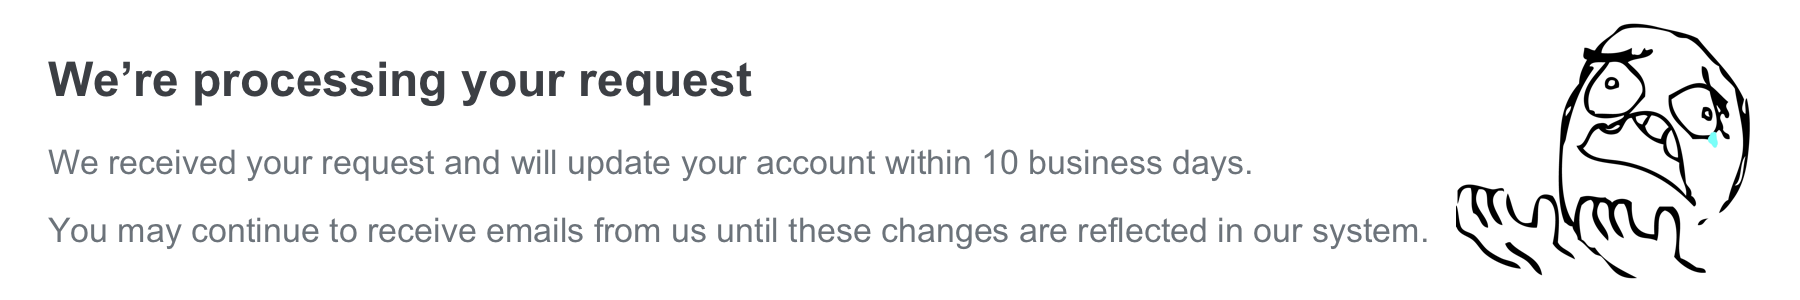 We’re processing your request
We received your request and will update your account within 10 business days.
You may continue to receive emails from us until these changes are reflected in our system.